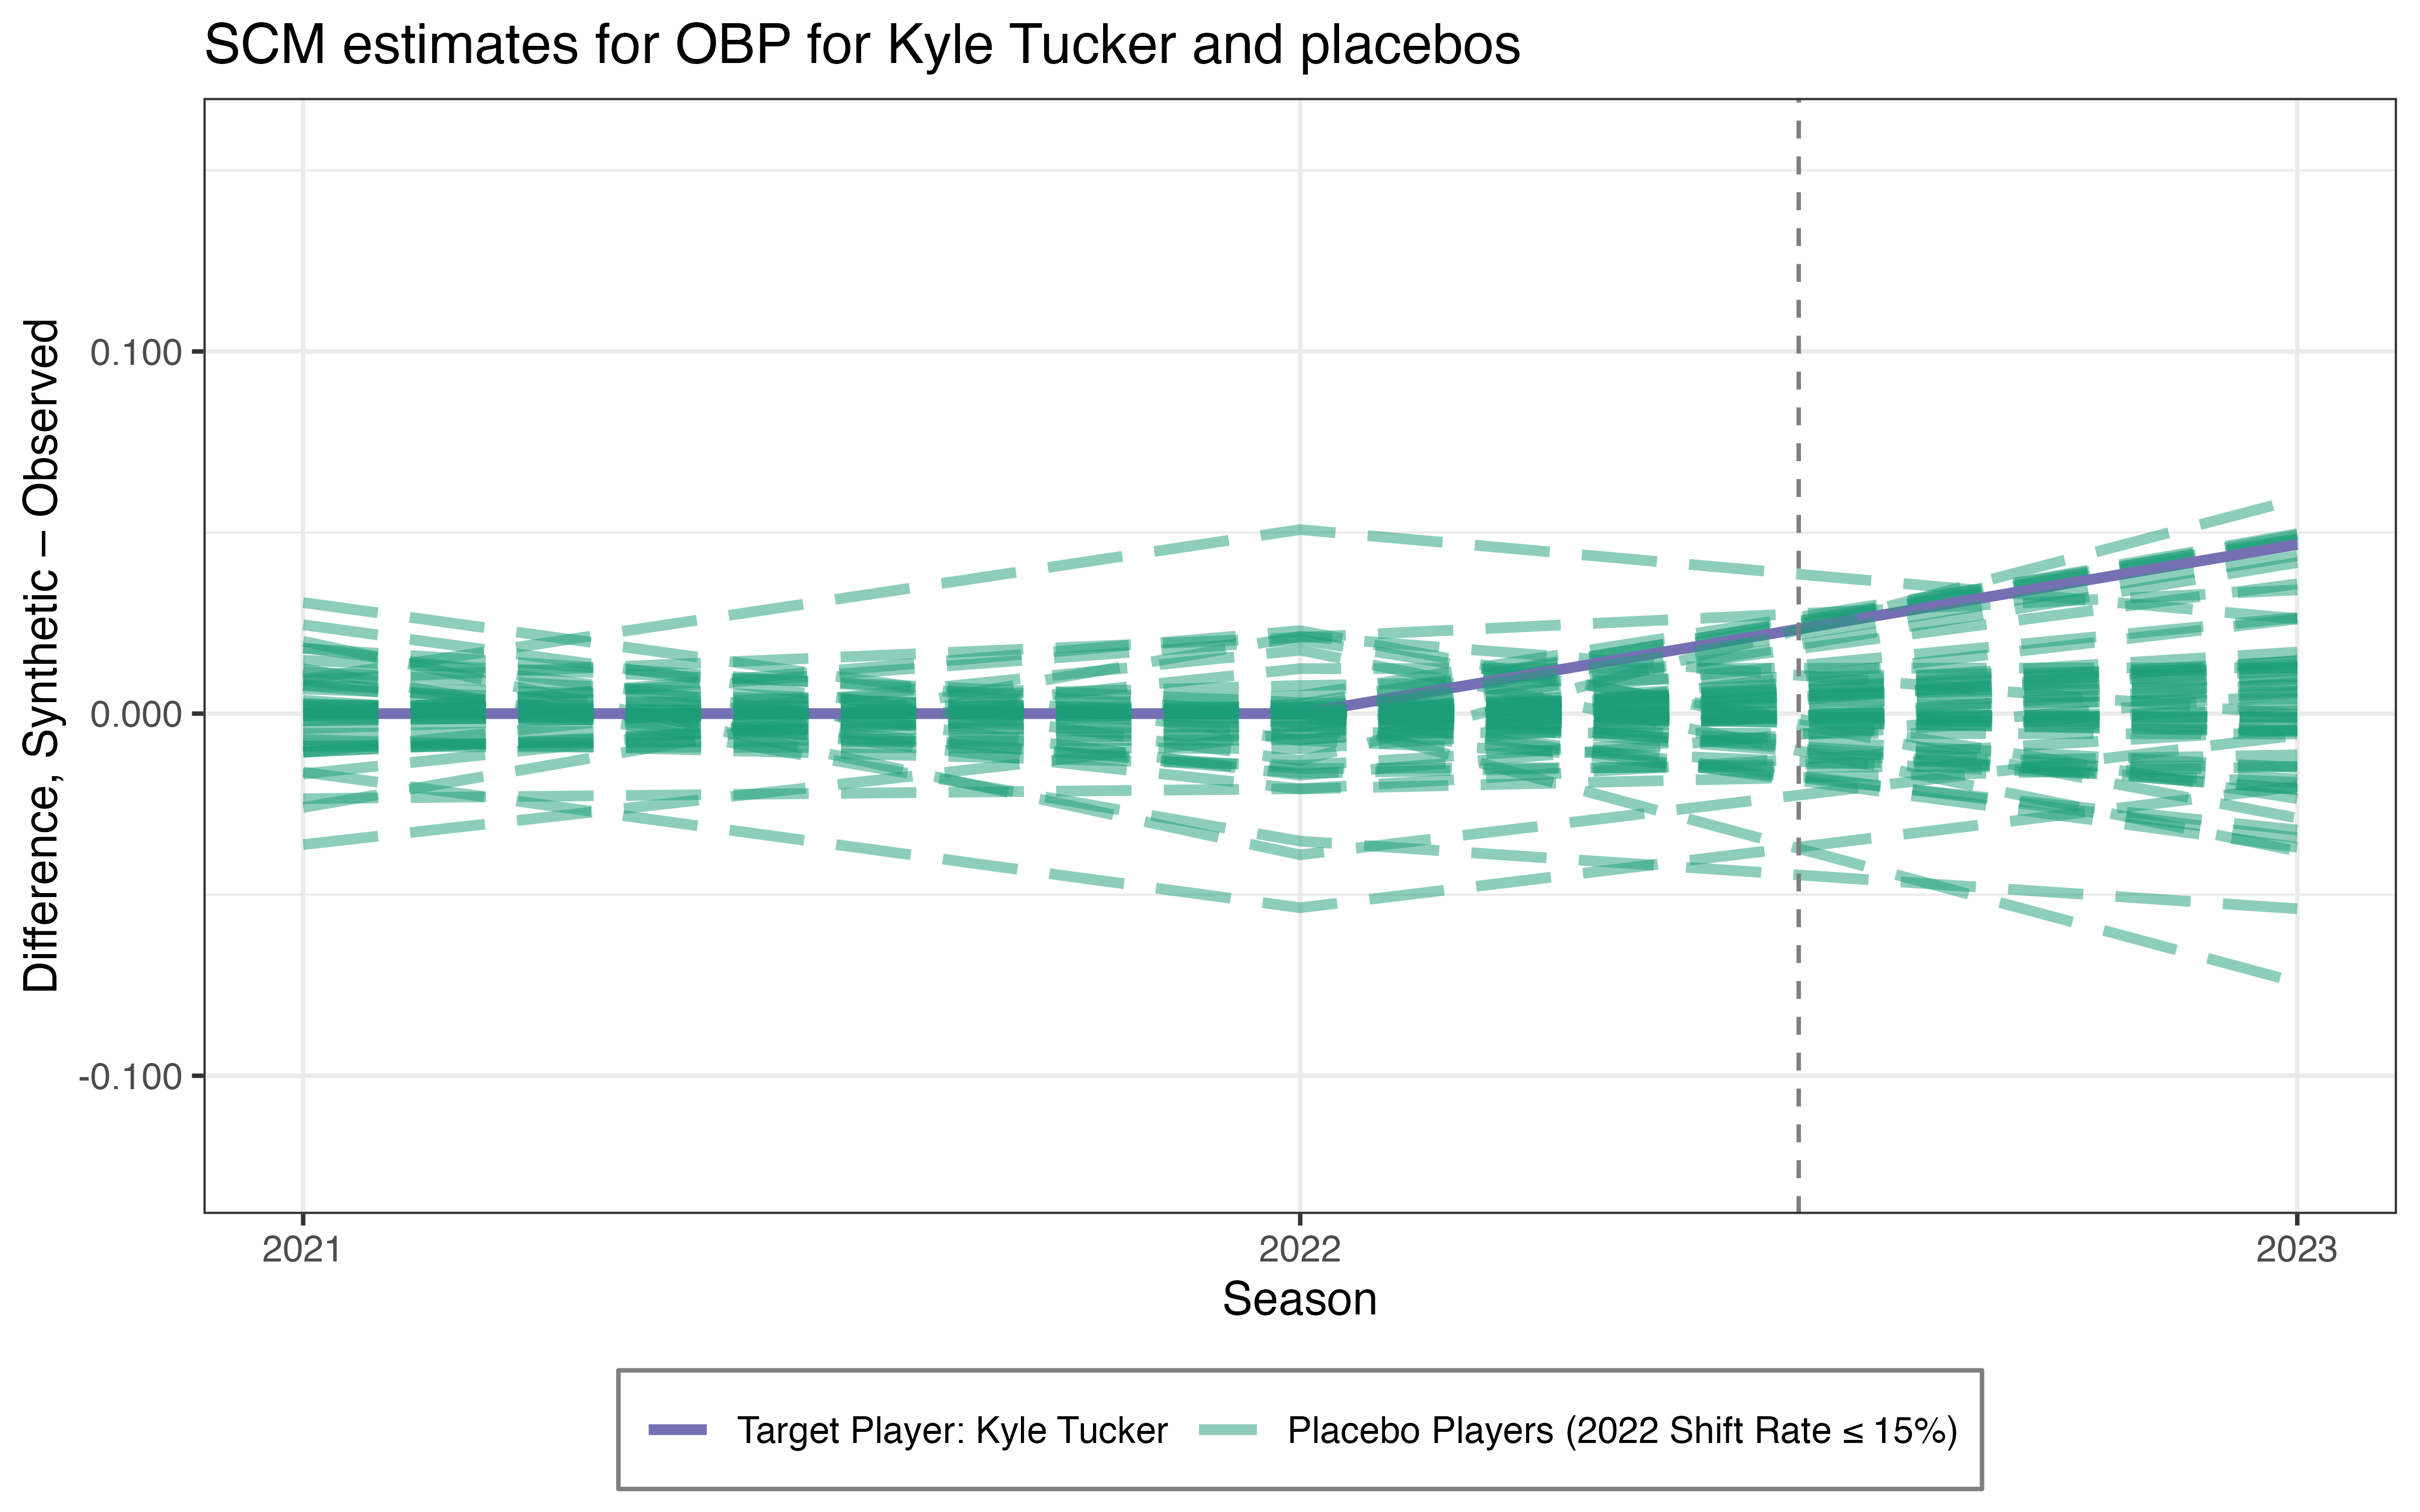 SCM estimates for OBP for Kyle Tucker and placebos
Difference, Synthetic – Observed
0.100
0.000
-0.100
2021
2022
2023
Season
Target Player: Kyle Tucker
Placebo Players (2022 Shift Rate ≤ 15%)